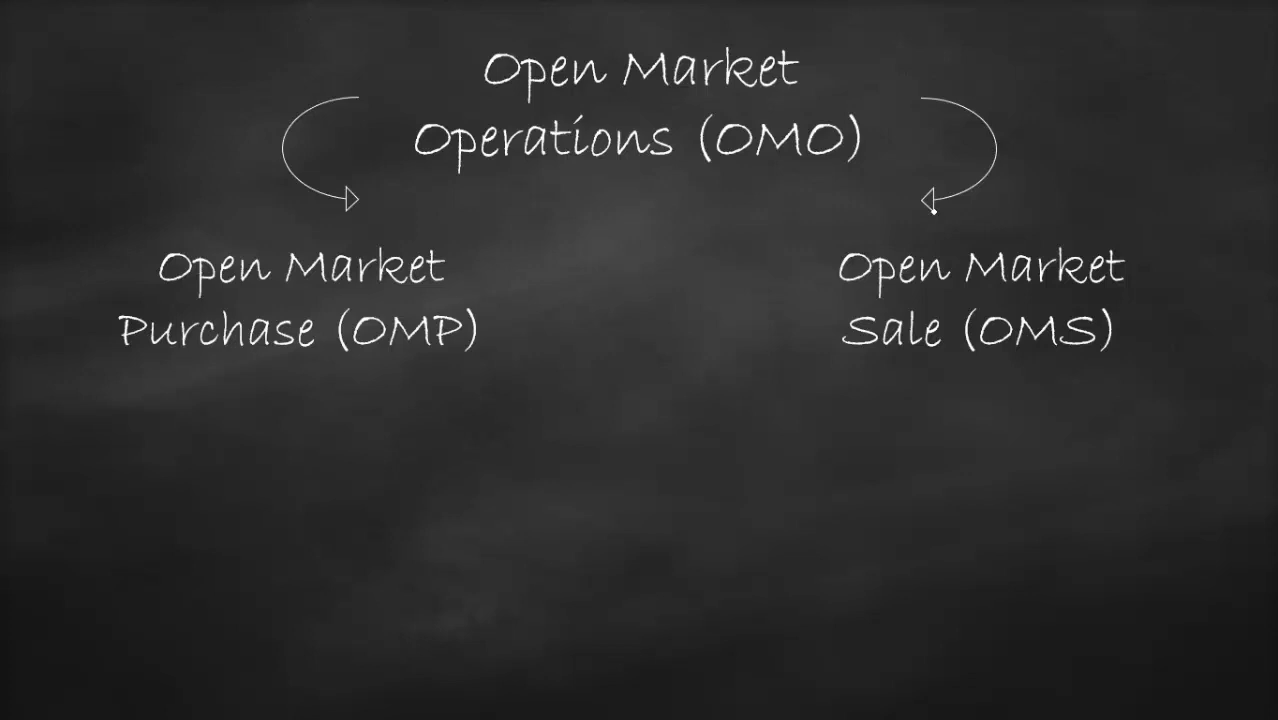 Open Market
Operations (OMO)
Open Market
Purchase (OMP)
Open Market
Sale (OMS)